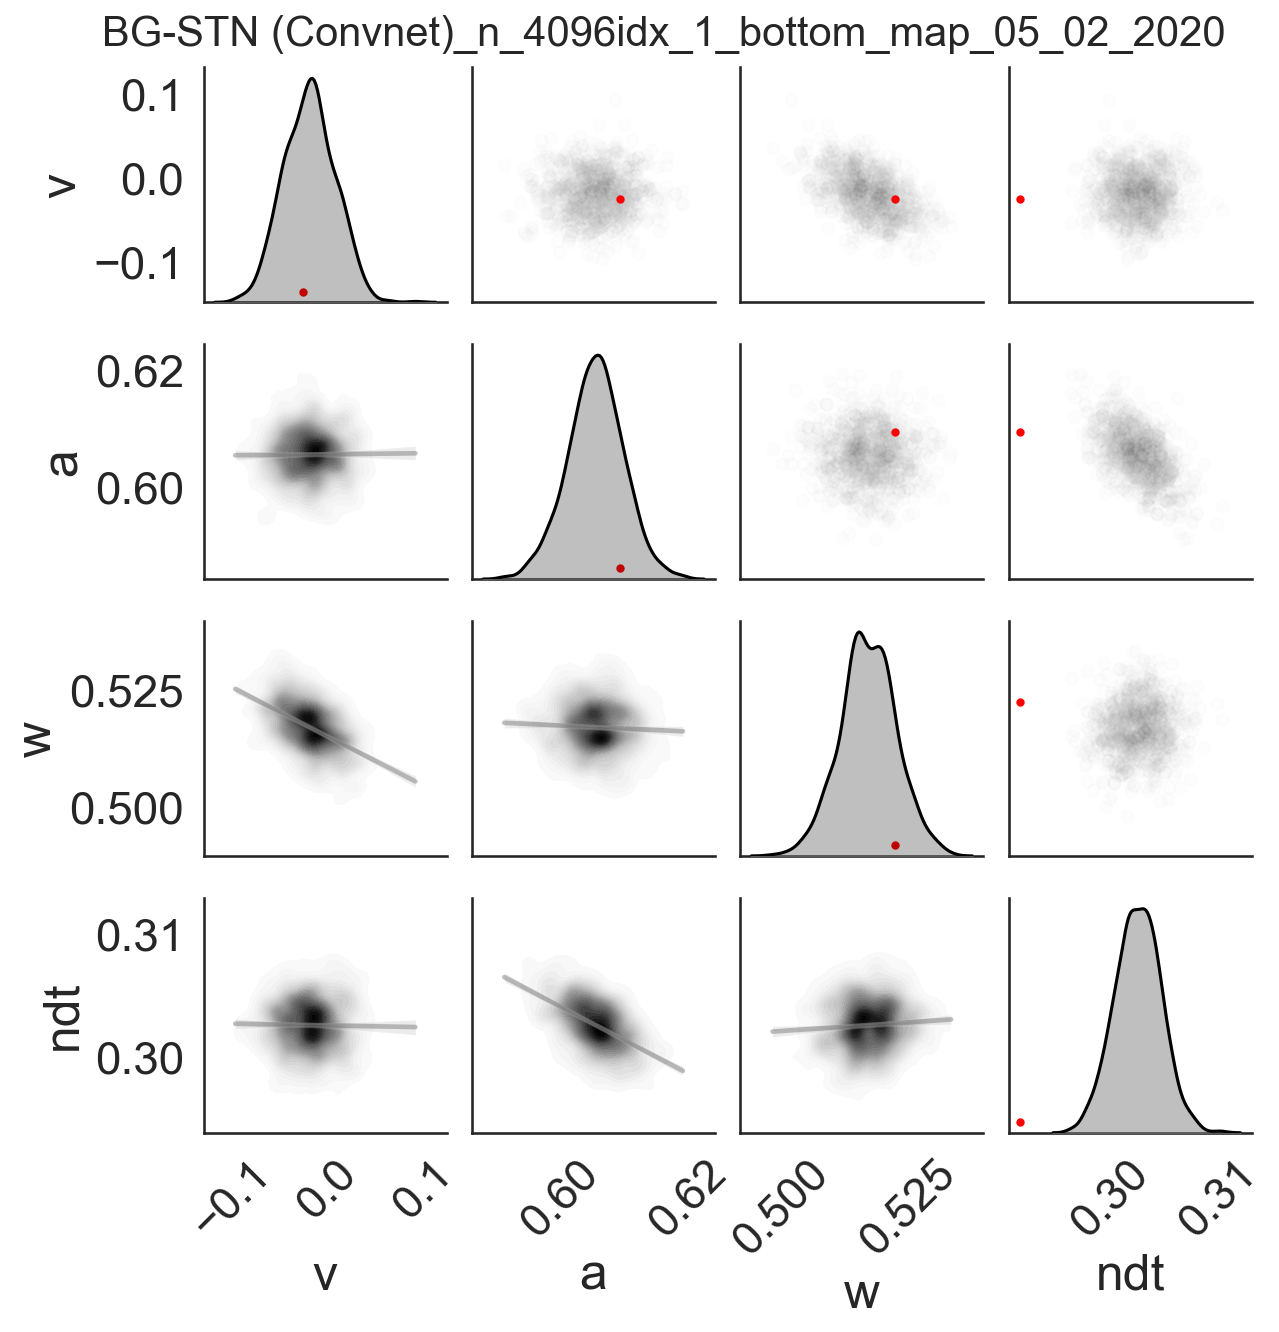 BG-STN (Convnet)_n_4096idx_1_bottom_map_05_02_2020
0.1
0.0
−0.1
v
0.62
0.60
a
0.525
0.500
w
0.31
0.30
ndt
−0.1 0.0 0.1
0.60 0.62
0.500 0.525
0.30 0.31
v
a
w
ndt